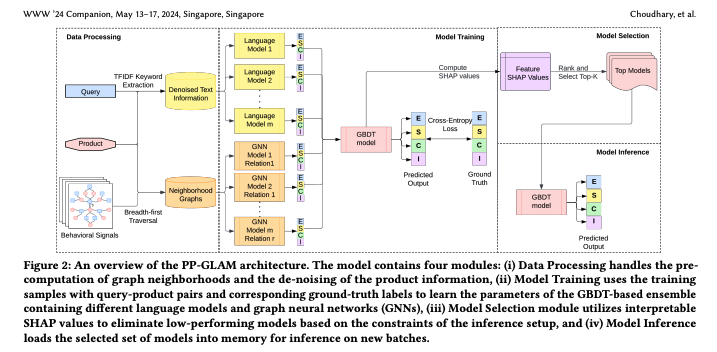 WWW '24 Companion, May 13–17, 2024, Singapore, Singapore
Choudhary, et al.
Data Processing
Query
TFIDF Keyword
Extraction
Denoised Text
Information
Product
Behavioral Signals
Breadth-first
Traversal
Neighborhood
Graphs
Model Training
Language
Model 1
E
S
C
I
Language
Model 2
E
S
C
I
Language
Model m
E
S
C
I
GNN
Model 1
Relation1
E
S
C
I
GNN
Model 2
Relation 1
E
S
C
I
GNN
Model m
Relation r
E
S
C
I
GBDT
model
Compute
SHAP values
E
S
C
I
Predicted
Output
Cross-Entropy
Loss
E
S
C
I
Ground
Truth
Model Selection
Feature
SHAP Values
Rank and
Select Top-K
Top Models
Model Inference
GBDT
model
E
S
C
I
Predicted
Output
Figure 2: An overview of the PP-GLAM architecture. The model contains four modules: (i) Data Processing handles the pre-
computation of graph neighborhoods and the de-noising of the product information, (ii) Model Training uses the training
samples with query-product pairs and corresponding ground-truth labels to learn the parameters of the GBDT-based ensemble
containing different language models and graph neural networks (GNNs), (iii) Model Selection module utilizes interpretable
SHAP values to eliminate low-performing models based on the constraints of the inference setup, and (iv) Model Inference
loads the selected set of models into memory for inference on new batches.